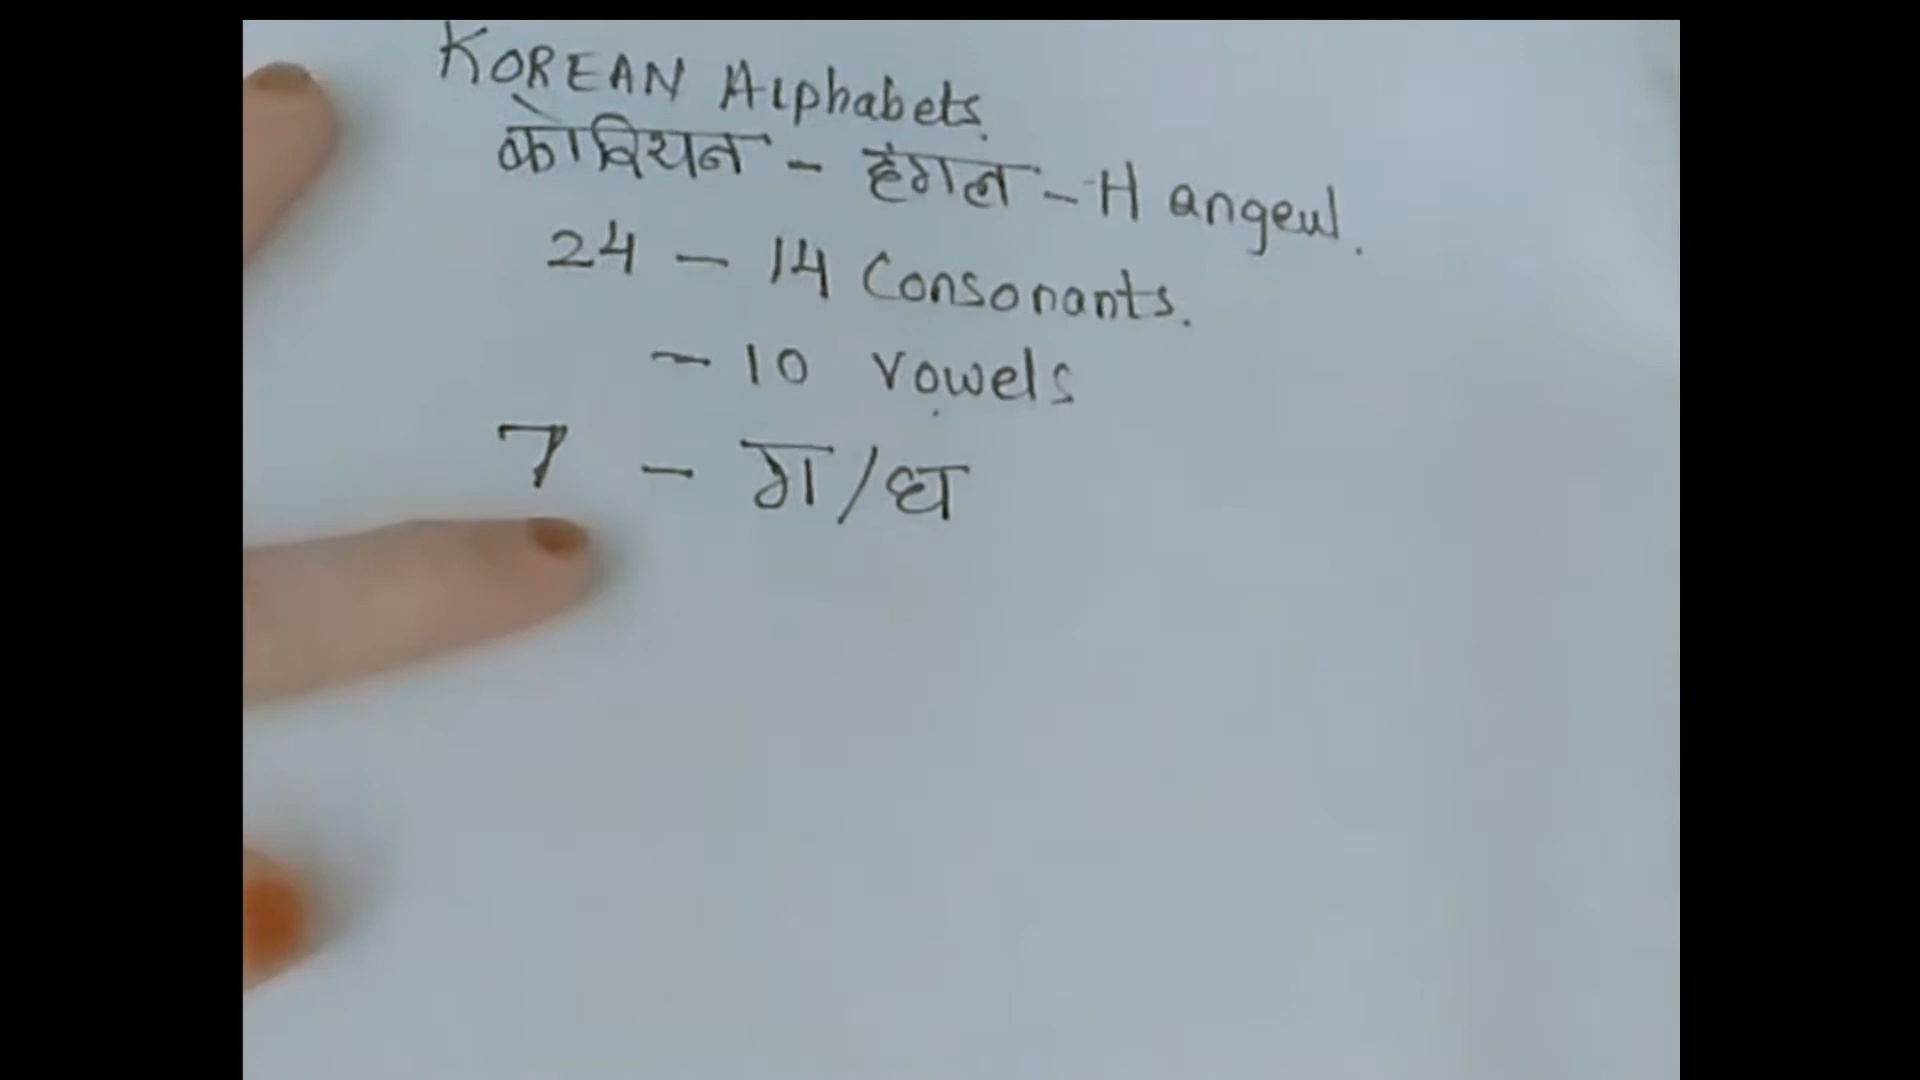 KOREAN Alphabets.
कोरियन - हंगल - Hangeul.
24 - 14 Consonants.
- 10 Vowels
ㄱ - ग/घ